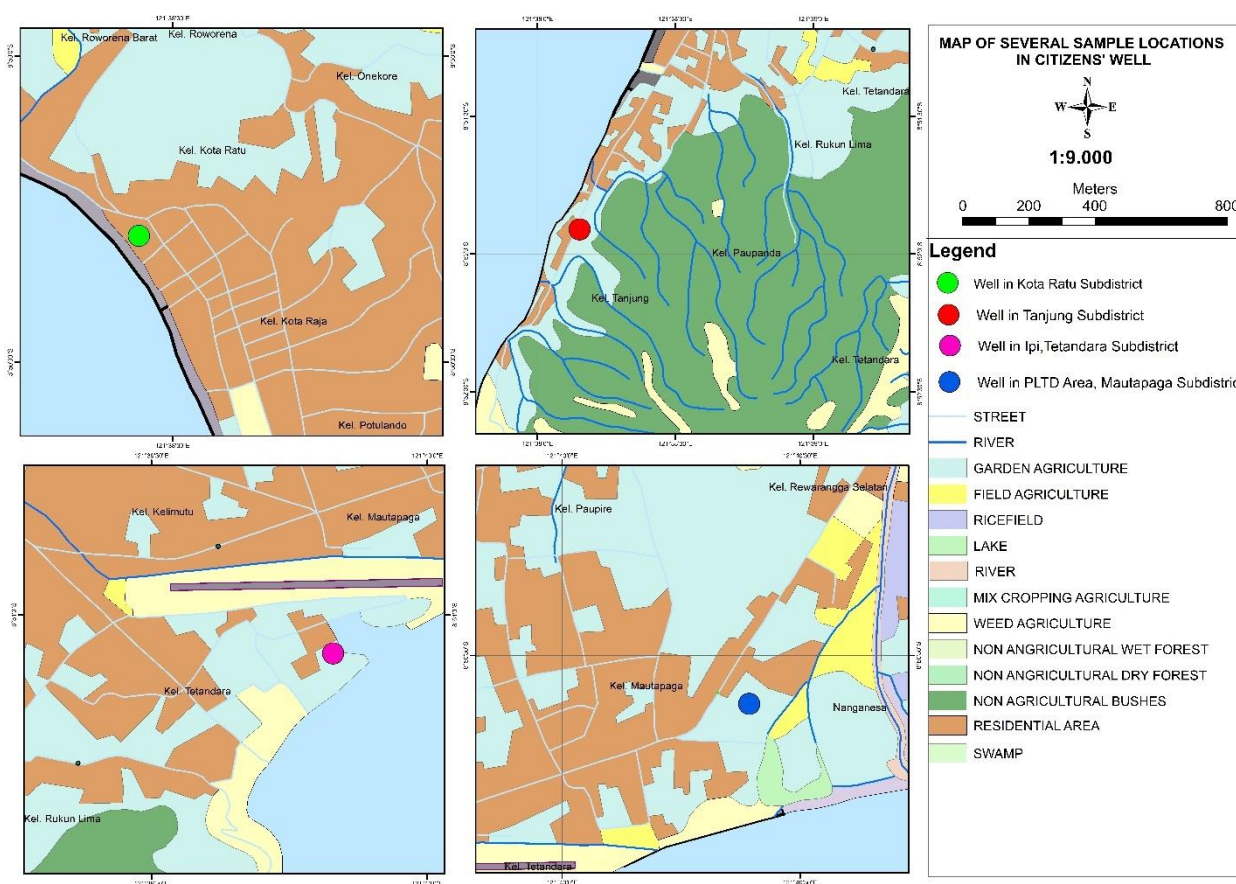 Kel. Roworena Barat
Kel. Roworena
Kel. Onekore
Kel. Kota Ratu
Kel. Kota Raja
Kel. Potulando
Kel. Tetandara
Kel. Rukun Lima
Kel. Paupanda
Kel. Tanjung
Kel. Tetandara
Kel. Kelimutu
Kel. Mautapaga
Kel. Tetandara
Kel. Rukun Lima
Kel. Rewarangga Selatan
Kel. Paupire
Kel. Mautapaga
Nanganesa
Kel. Tetandara
MAP OF SEVERAL SAMPLE LOCATIONS
IN CITIZENS' WELL
N
W E
S
1:9.000
Meters
0 200 400 800
Legend
Well in Kota Ratu Subdistrict
Well in Tanjung Subdistrict
Well in Ipi,Tetandara Subdistrict
Well in PLTD Area, Mautapaga Subdistric
STREET
RIVER
GARDEN AGRICULTURE
FIELD AGRICULTURE
RICEFIELD
LAKE
RIVER
MIX CROPPING AGRICULTURE
WEED AGRICULTURE
NON ANGRICULTURAL WET FOREST
NON ANGRICULTURAL DRY FOREST
NON AGRICULTURAL BUSHES
RESIDENTIAL AREA
SWAMP